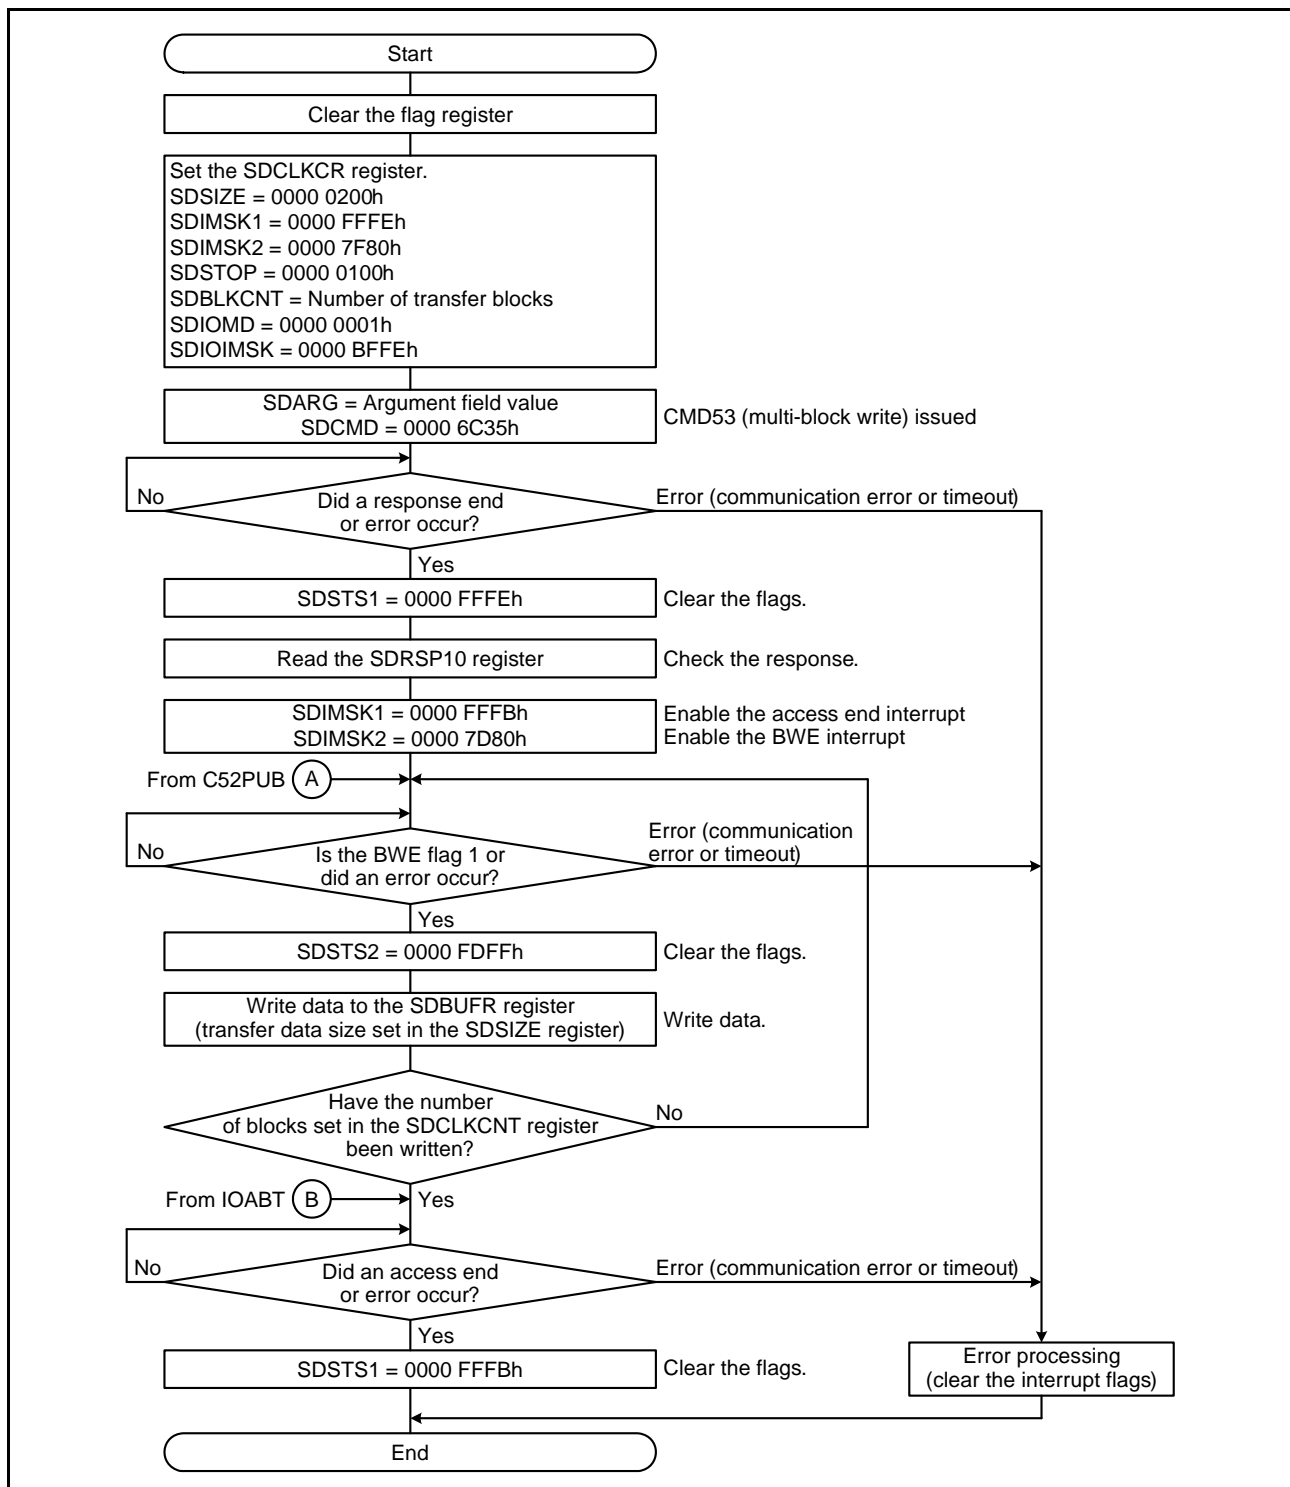 Start
Clear the flag register
Set the SDCLKCR register.
SDSIZE = 0000 0200h
SDIMSK1 = 0000 FFFEh
SDIMSK2 = 0000 7F80h
SDSTOP = 0000 0100h
SDBLKCNT = Number of transfer blocks
SDIOMD = 0000 0001h
SDIOIMSK = 0000 BFFEh
SDARG = Argument field value
SDCMD = 0000 6C35h
CMD53 (multi-block write) issued
No
Did a response end
or error occur?
Error (communication error or timeout)
Yes
SDSTS1 = 0000 FFFEh
Clear the flags.
Read the SDRSP10 register
Check the response.
SDIMSK1 = 0000 FFFBh
SDIMSK2 = 0000 7D80h
Enable the access end interrupt
Enable the BWE interrupt
From C52PUB
A
No
Is the BWE flag 1 or
did an error occur?
Error (communication
error or timeout)
Yes
SDSTS2 = 0000 FDFFh
Clear the flags.
Write data to the SDBUFR register
(transfer data size set in the SDSIZE register)
Write data.
Have the number
of blocks set in the SDCLKCNT register
been written?
No
From IOABT
B
Yes
No
Did an access end
or error occur?
Error (communication error or timeout)
Yes
SDSTS1 = 0000 FFFBh
Clear the flags.
Error processing
(clear the interrupt flags)
End